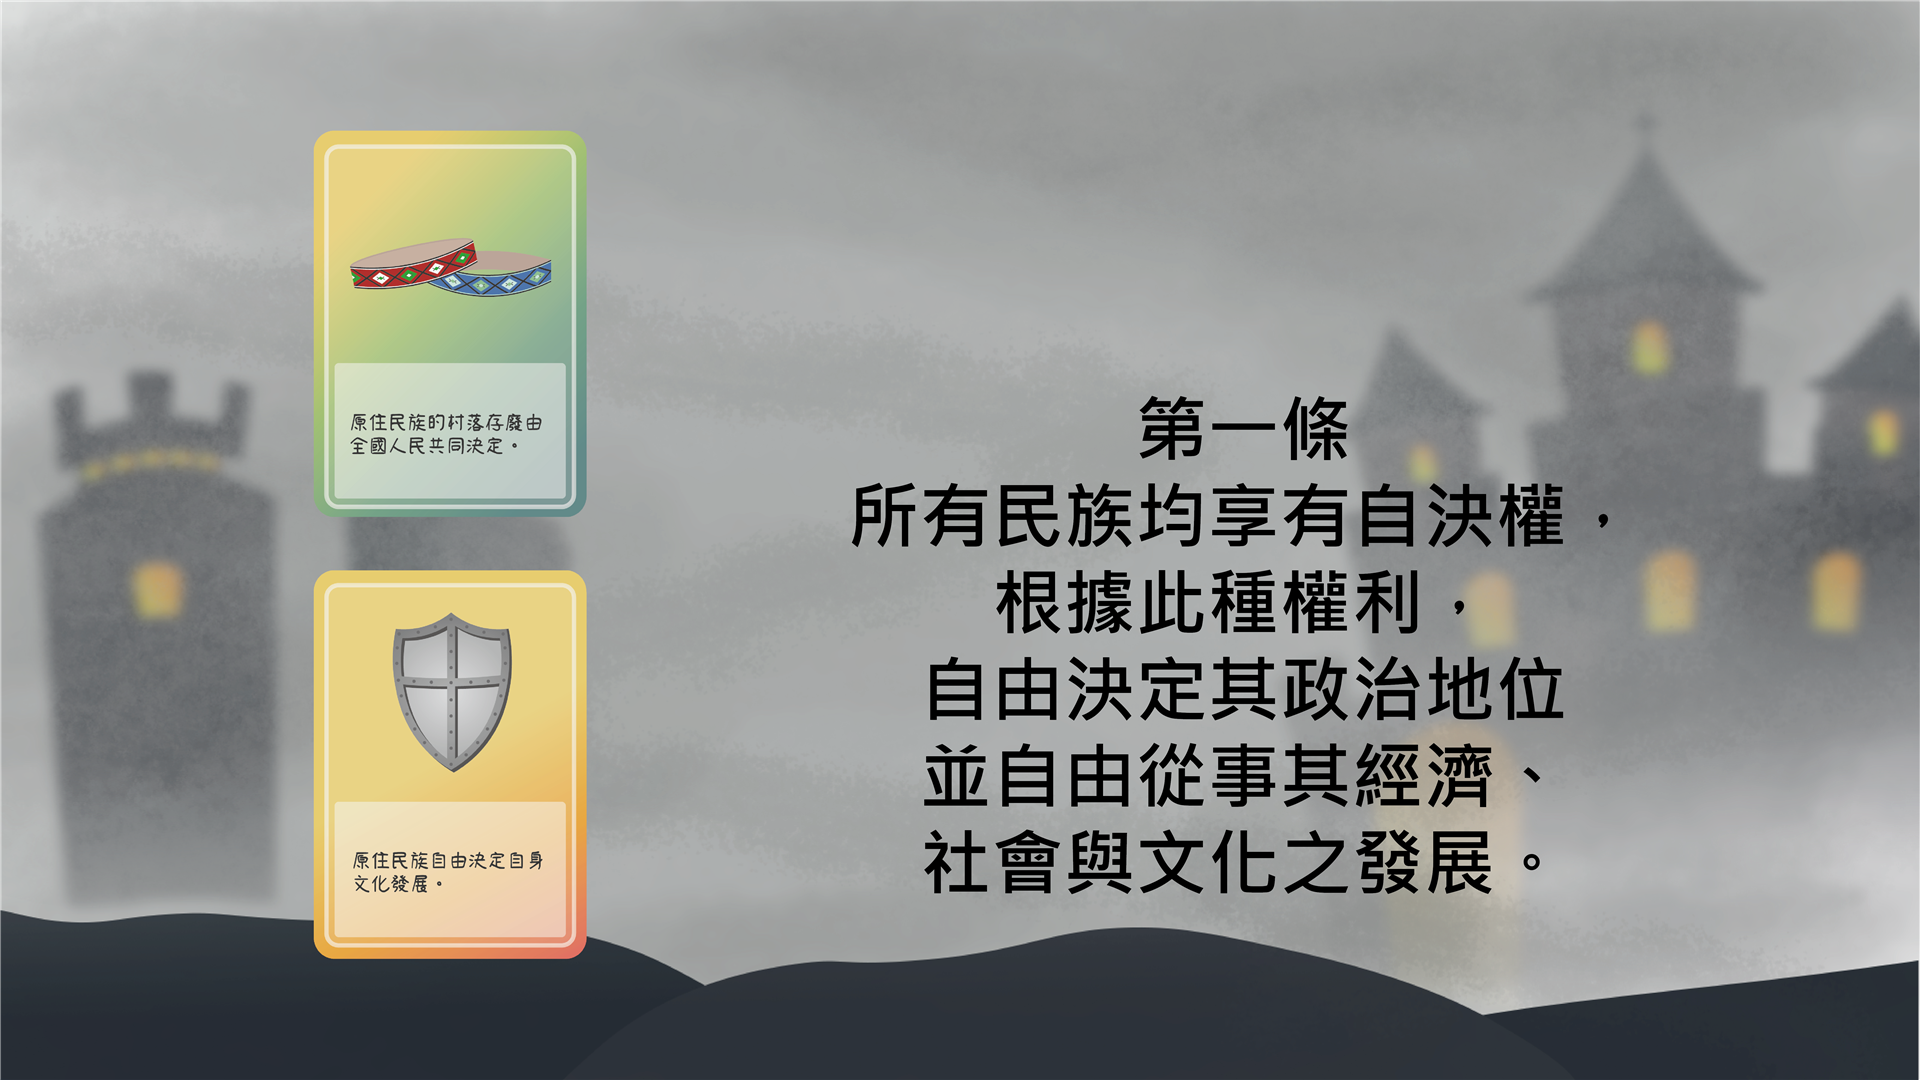 原住民族的村落存廢由
全國人民共同決定。
原住民族自由決定自身
文化發展。
第一條
所有民族均享有自決權，
根據此種權利，
自由決定其政治地位
並自由從事其經濟、
社會與文化之發展。